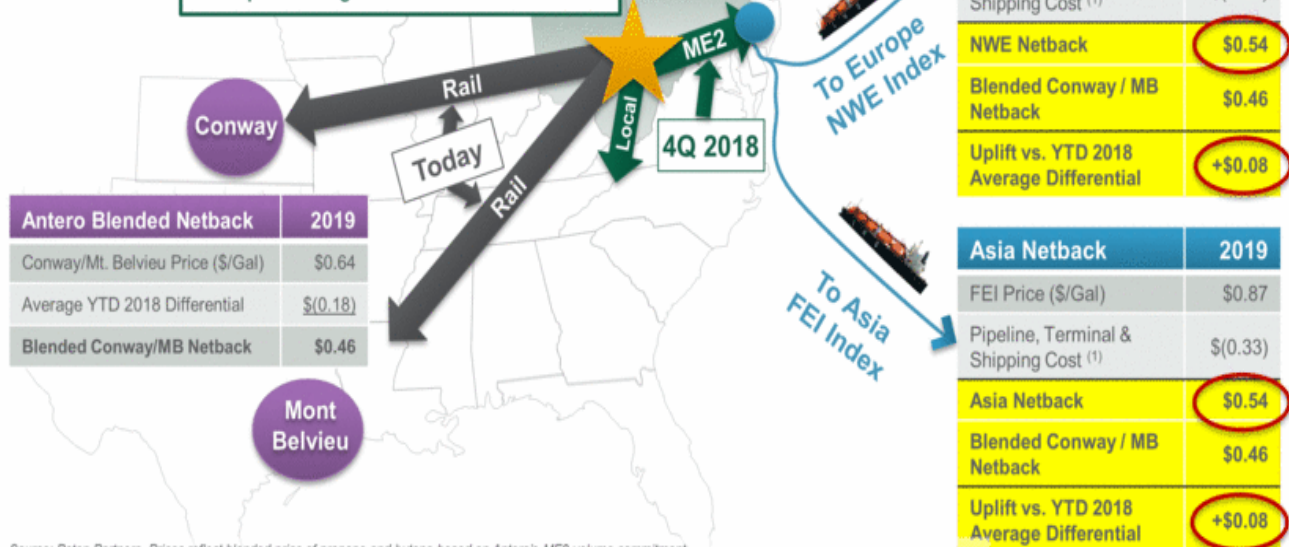 Shipping Cost (1)
NWE Netback $0.54
Blended Conway / MB
Netback
$0.46
Uplift vs. YTD 2018
Average Differential
+$0.08
To Europe
NWE Index
ME2
Rail
Conway
Local
4Q 2018
Today
Rail
Antero Blended Netback 2019
Conway/Mt. Belvieu Price ($/Gal) $0.64
Average YTD 2018 Differential $(0.18)
Blended Conway/MB Netback $0.46
Mont
Belvieu
To Asia
FEI Index
Asia Netback 2019
FEI Price ($/Gal) $0.87
Pipeline, Terminal &
Shipping Cost (1)
$(0.33)
Asia Netback $0.54
Blended Conway / MB
Netback
$0.46
Uplift vs. YTD 2018
Average Differential
+$0.08